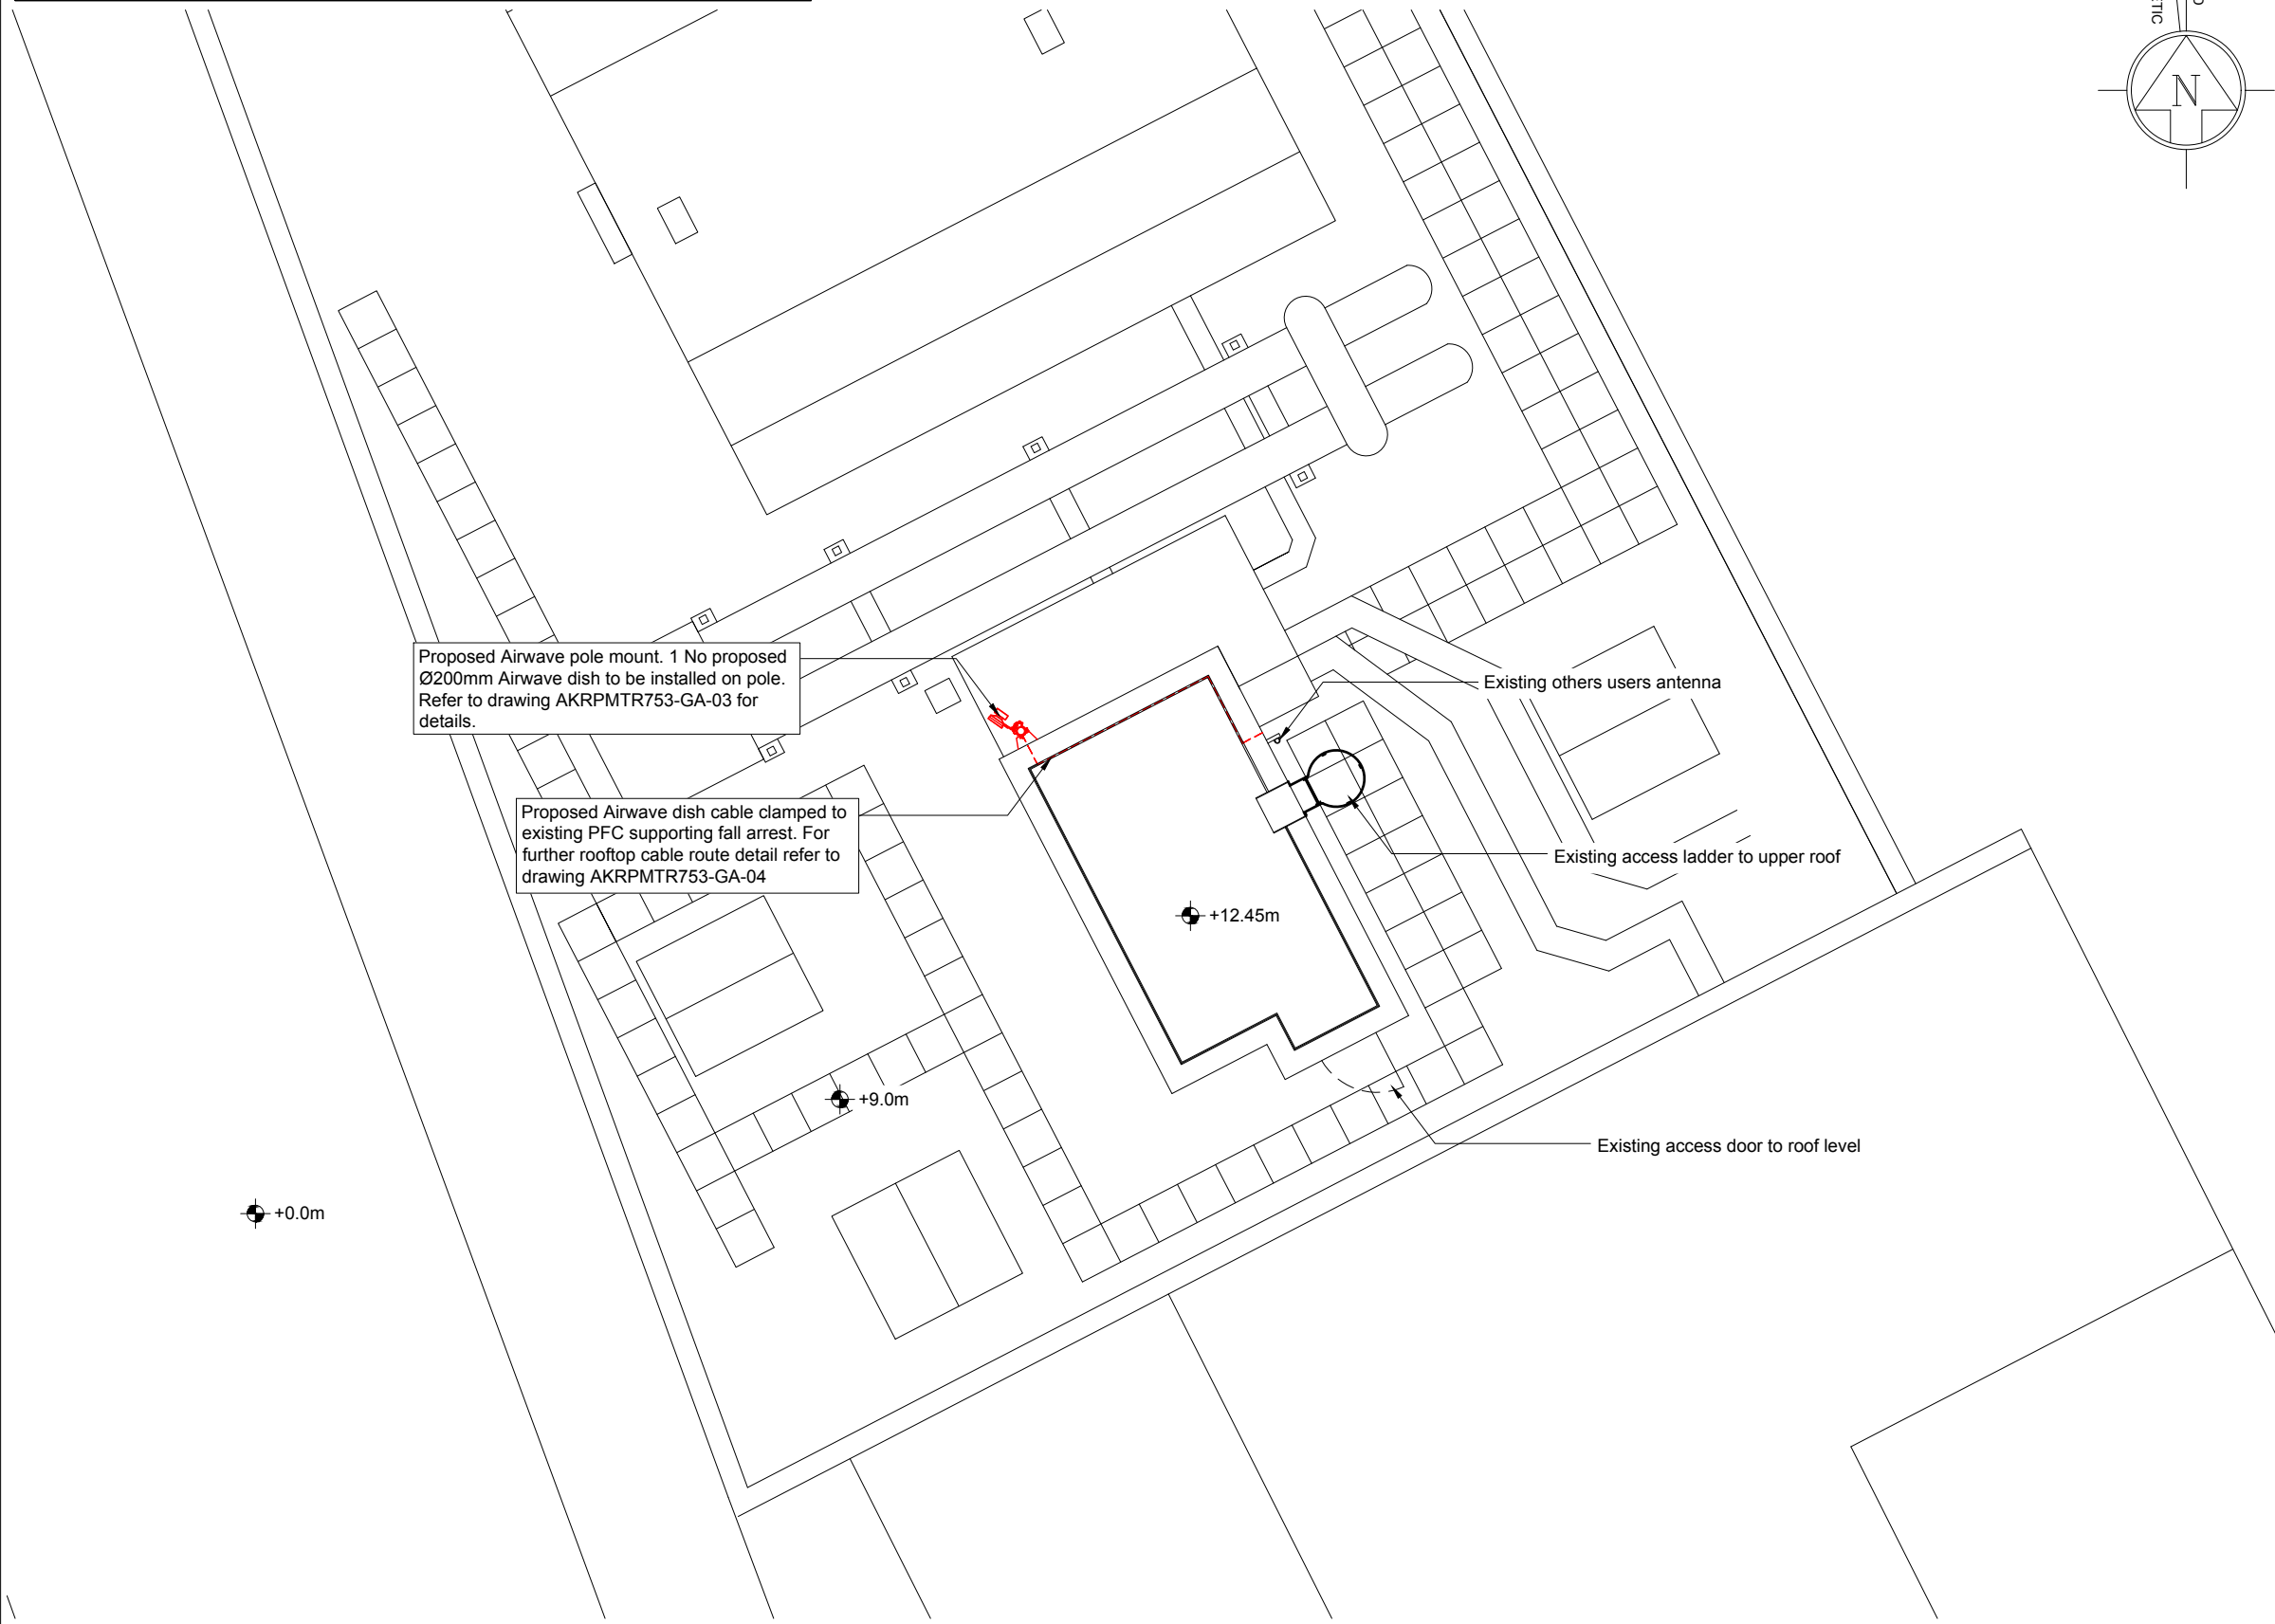 N
Proposed Airwave pole mount. 1 No proposed
Ø200mm Airwave dish to be installed on pole.
Refer to drawing AKRPMTR753-GA-03 for
details.
Existing others users antenna
Proposed Airwave dish cable clamped to
existing PFC supporting fall arrest. For
further rooftop cable route detail refer to
drawing AKRPMTR753-GA-04
Existing access ladder to upper roof
+12.45m
+9.0m
Existing access door to roof level
+0.0m